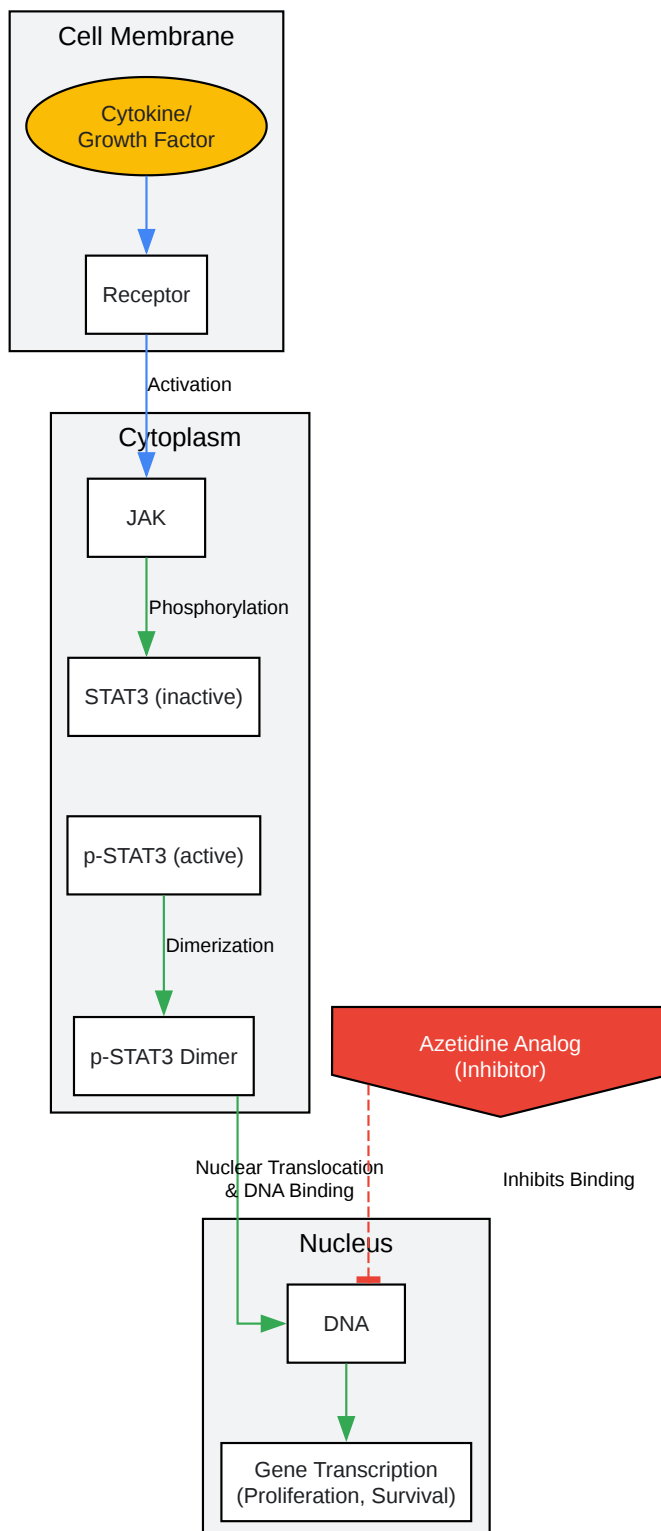 Cell Membrane
Cytokine/
Growth Factor
Receptor
Activation
Cytoplasm
JAK
Phosphorylation
STAT3 (inactive)
p-STAT3 (active)
Dimerization
p-STAT3 Dimer
Azetidine Analog
(Inhibitor)
Nuclear Translocation
& DNA Binding
Inhibits Binding
Nucleus
DNA
Gene Transcription
(Proliferation, Survival)